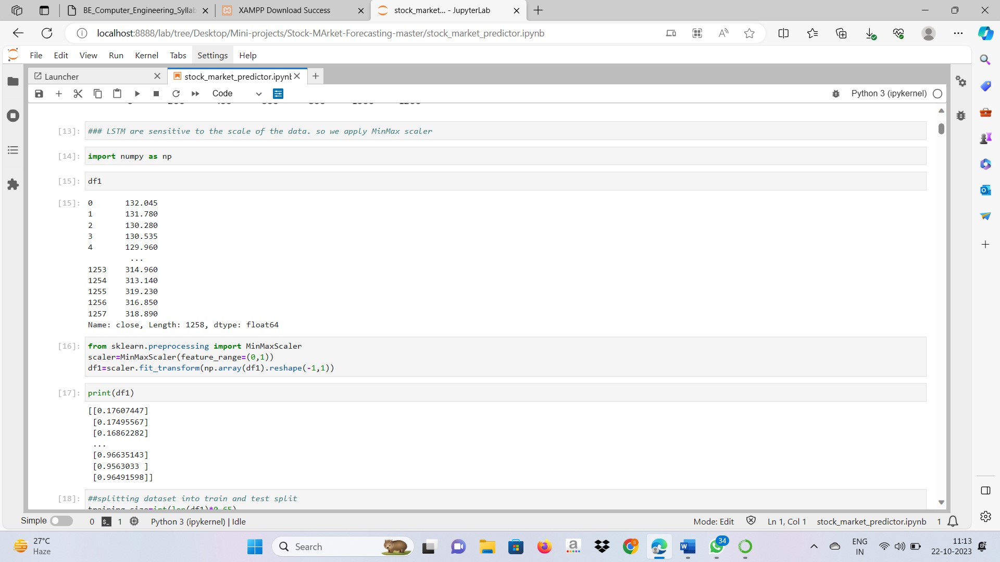 BE_Computer_Engineering_Syllab
XAMPP Download Success
stock_market... - JupyterLab
localhost:8888/lab/tree/Desktop/Mini-projects/Stock-MArket-Forecasting-master/stock_market_predictor.ipynb
File Edit View Run Kernel Tabs Settings Help
Launcher
stock_market_predictor.ipynl
Code
Python 3 (ipykernel)
[13]: ### LSTM are sensitive to the scale of the data. so we apply MinMax scaler
[14]: import numpy as np
[15]: df1
[15]: 0 132.045
1 131.780
2 130.280
3 130.535
4 129.960
...
1253 314.960
1254 313.140
1255 319.230
1256 316.850
1257 318.890
Name: close, Length: 1258, dtype: float64
[16]: from sklearn.preprocessing import MinMaxScaler
scaler=MinMaxScaler(feature_range=(0,1))
df1=scaler.fit_transform(np.array(df1).reshape(-1,1))
[17]: print(df1)
[[0.17607447]
[0.17495567]
[0.16862282]
...
[0.96635143]
[0.9563033 ]
[0.96491598]]
[18]: ##splitting dataset into train and test split
training_size=int(len(df1)*0.65)
Simple 0 $_ 1 Python 3 (ipykernel) | Idle
Mode: Edit Ln 1, Col 1 stock_market_predictor.ipynb 1
27°C
Haze
Search
34
ENG
IN
11:13
22-10-2023